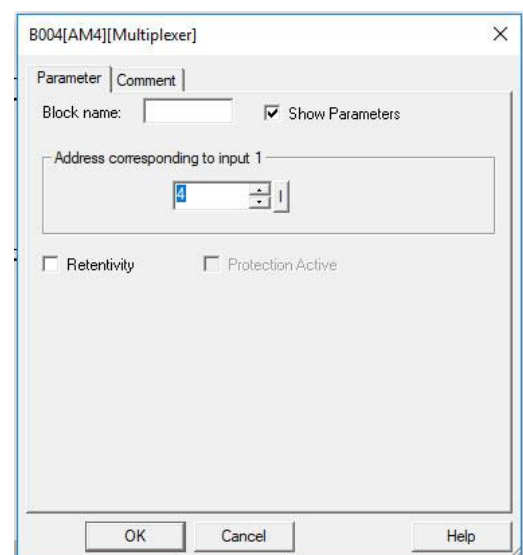 B004[AM4][Multiplexer]
Parameter Comment
Block name: Show Parameters
Address corresponding to input 1
4 I
Retentivity Protection Active
OK Cancel Help